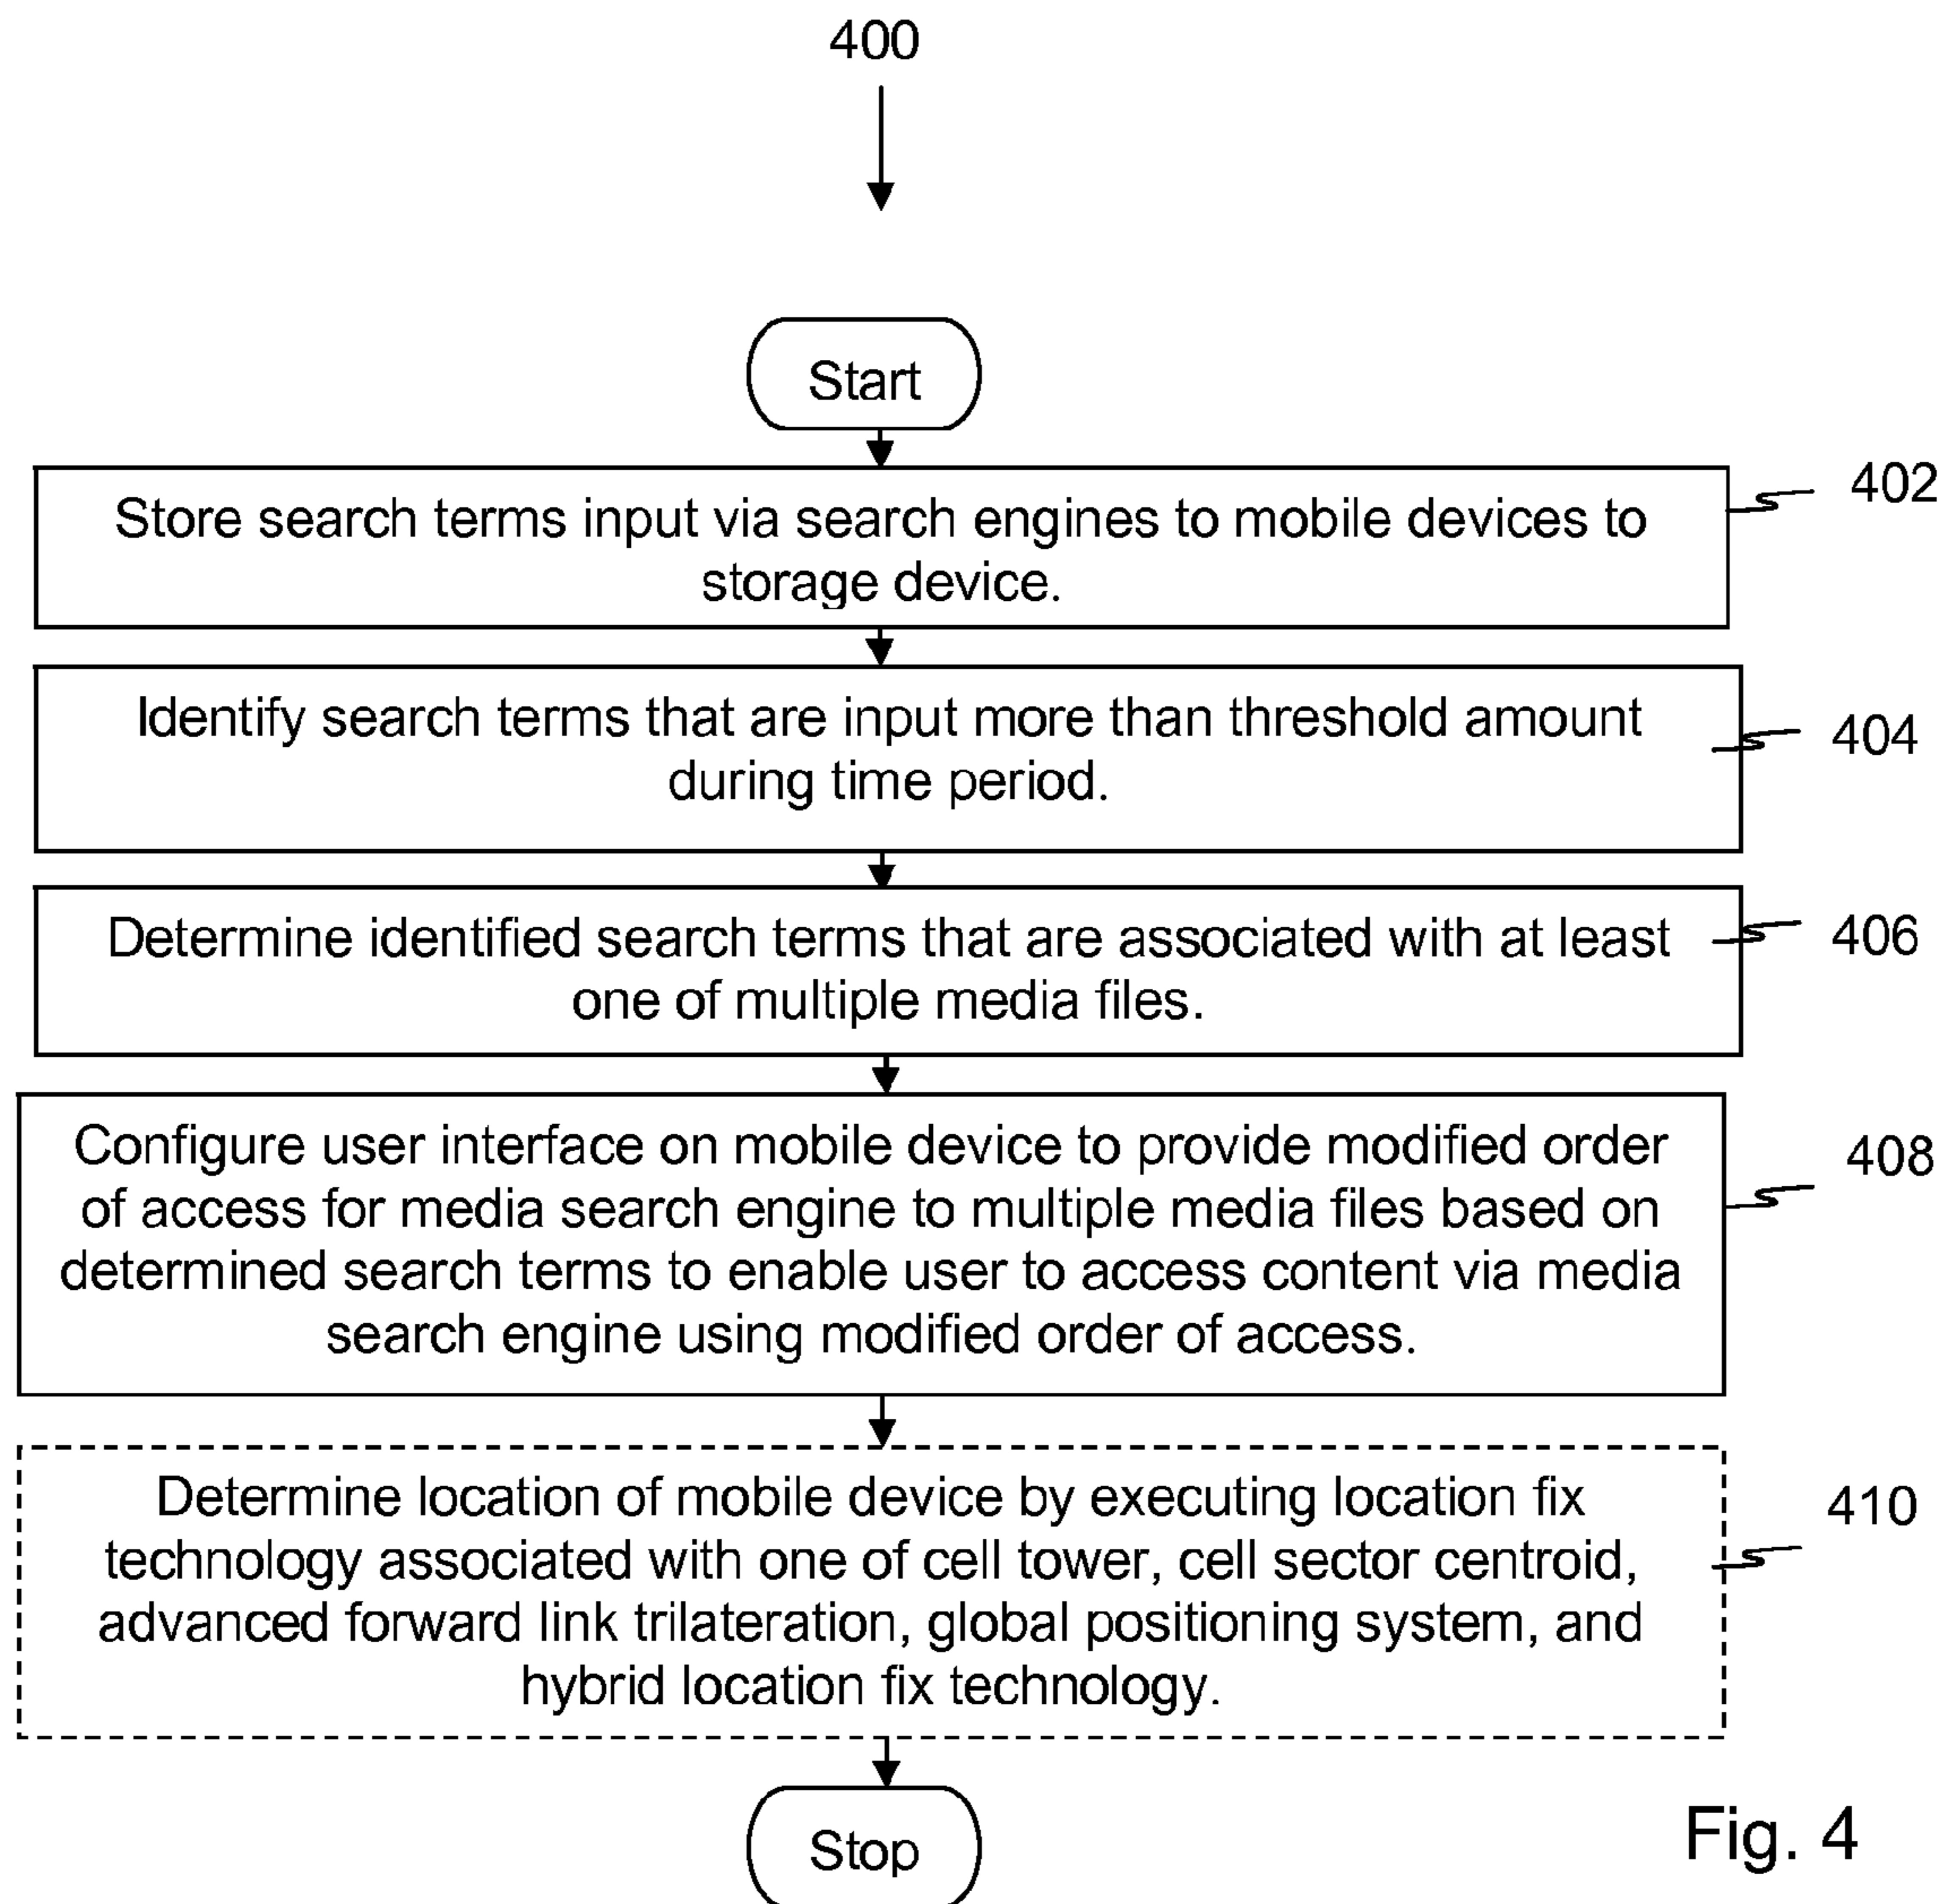 400
Start
Store search terms input via search engines to mobile devices to
storage device.
402
Identify search terms that are input more than threshold amount
during time period.
404
Determine identified search terms that are associated with at least
one of multiple media files.
406
Configure user interface on mobile device to provide modified order
of access for media search engine to multiple media files based on
determined search terms to enable user to access content via media
search engine using modified order of access.
408
Determine location of mobile device by executing location fix
technology associated with one of cell tower, cell sector centroid,
advanced forward link trilateration, global positioning system, and
hybrid location fix technology.
410
Stop
Fig. 4